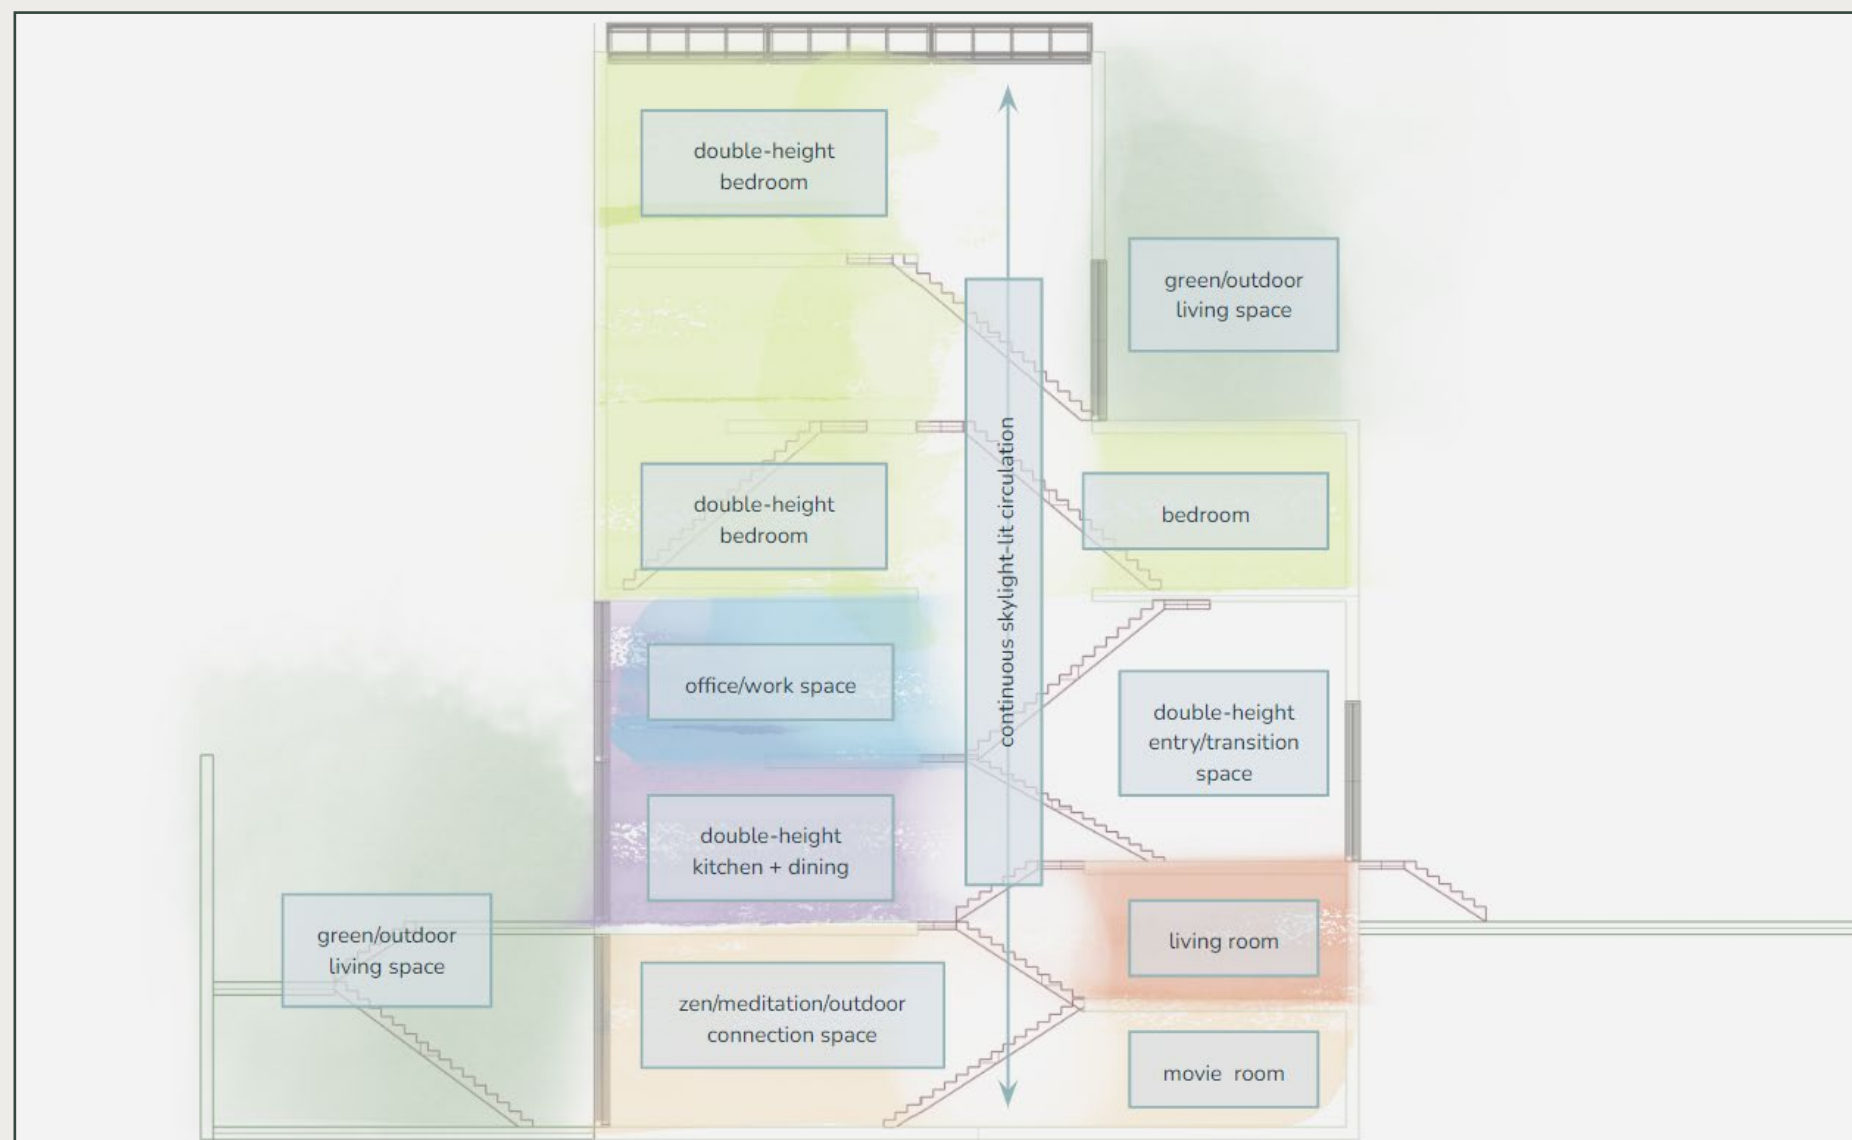 double-height
bedroom
green/outdoor
living space
continuous skylight-lit circulation
double-height
bedroom
bedroom
office/work space
double-height
entry/transition
space
double-height
kitchen + dining
green/outdoor
living space
living room
zen/meditation/outdoor
connection space
movie room